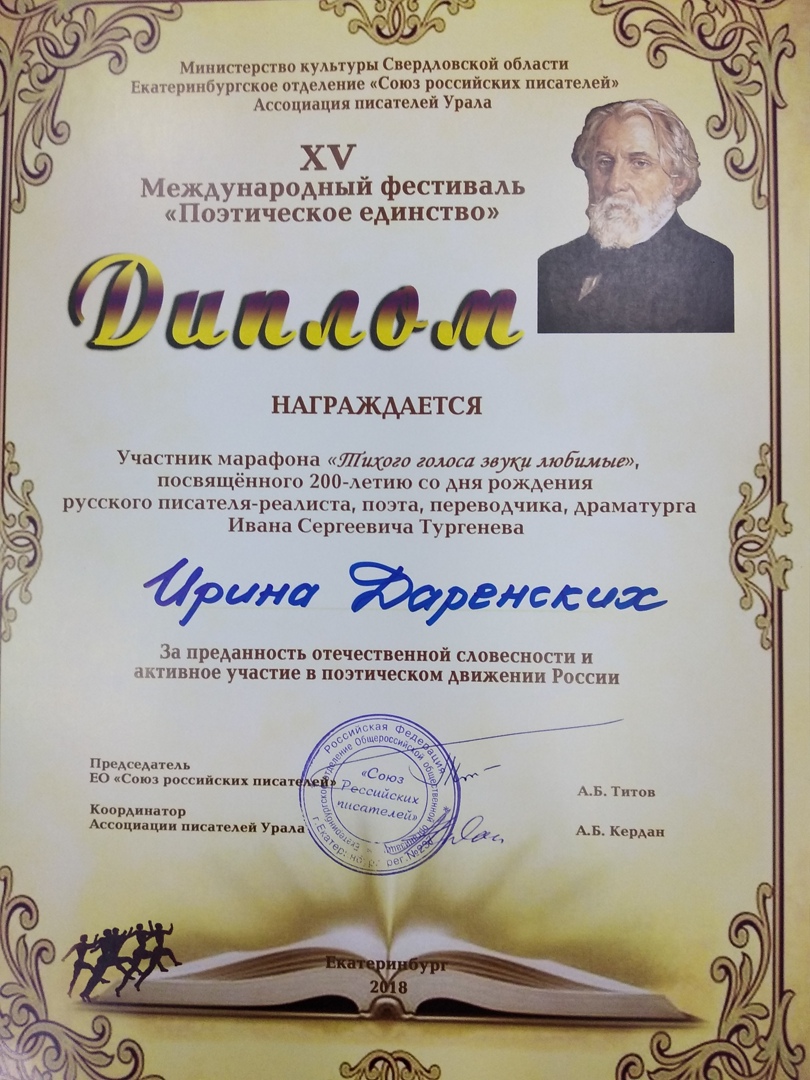 Министерство культуры Свердловской области
Екатеринбургское отделение «Союз российских писателей»
Ассоциация писателей Урала
XV
Международный фестиваль
«Поэтическое единство»
Диплом
НАГРАЖДАЕТСЯ
Участник марафона «Тихого голоса звуки любимые»,
посвящённого 200-летию со дня рождения
русского писателя-реалиста, поэта, переводчика, драматурга
Ивана Сергеевича Тургенева
Ирина Даренских
За преданность отечественной словесности и
активное участие в поэтическом движении России
Председатель
ЕО «Союз российских писателей»
А.Б. Титов
Координатор
Ассоциации писателей Урала
А.Б. Кердан
Российская Федерация
отделение Общероссийской общественной
«Союз
Российских
писателей»
Екатеринбург
2018